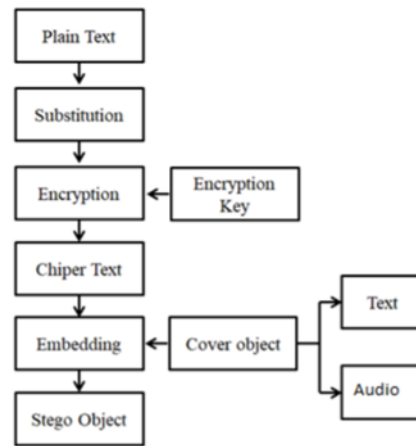 Plain Text
Substitution
Encryption
Encryption
Key
Chiper Text
Embedding
Cover object
Text
Audio
Stego Object